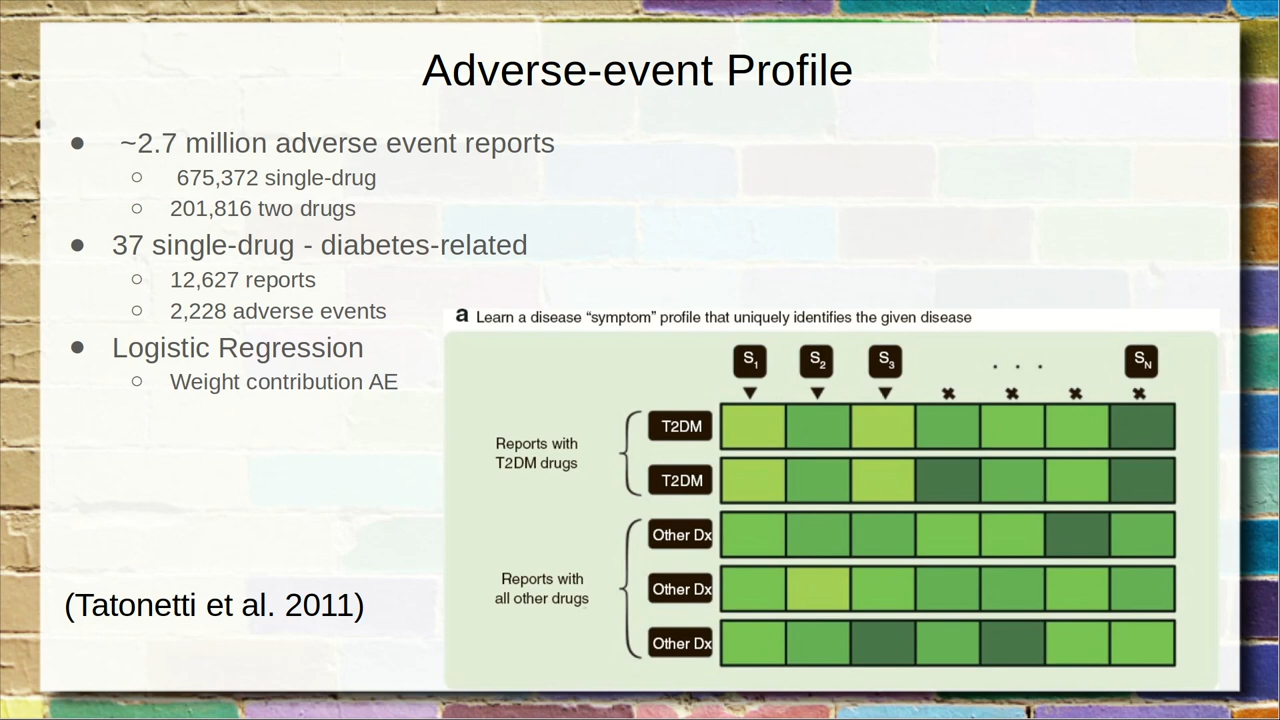 Adverse-event Profile
● ~2.7 million adverse event reports
○ 675,372 single-drug
○ 201,816 two drugs
● 37 single-drug - diabetes-related
○ 12,627 reports
○ 2,228 adverse events
● Logistic Regression
○ Weight contribution AE
(Tatonetti et al. 2011)
a Learn a disease “symptom” profile that uniquely identifies the given disease
S1 S2 S3 . . . SN
Reports with
T2DM drugs
T2DM
T2DM
Reports with
all other drugs
Other Dx
Other Dx
Other Dx